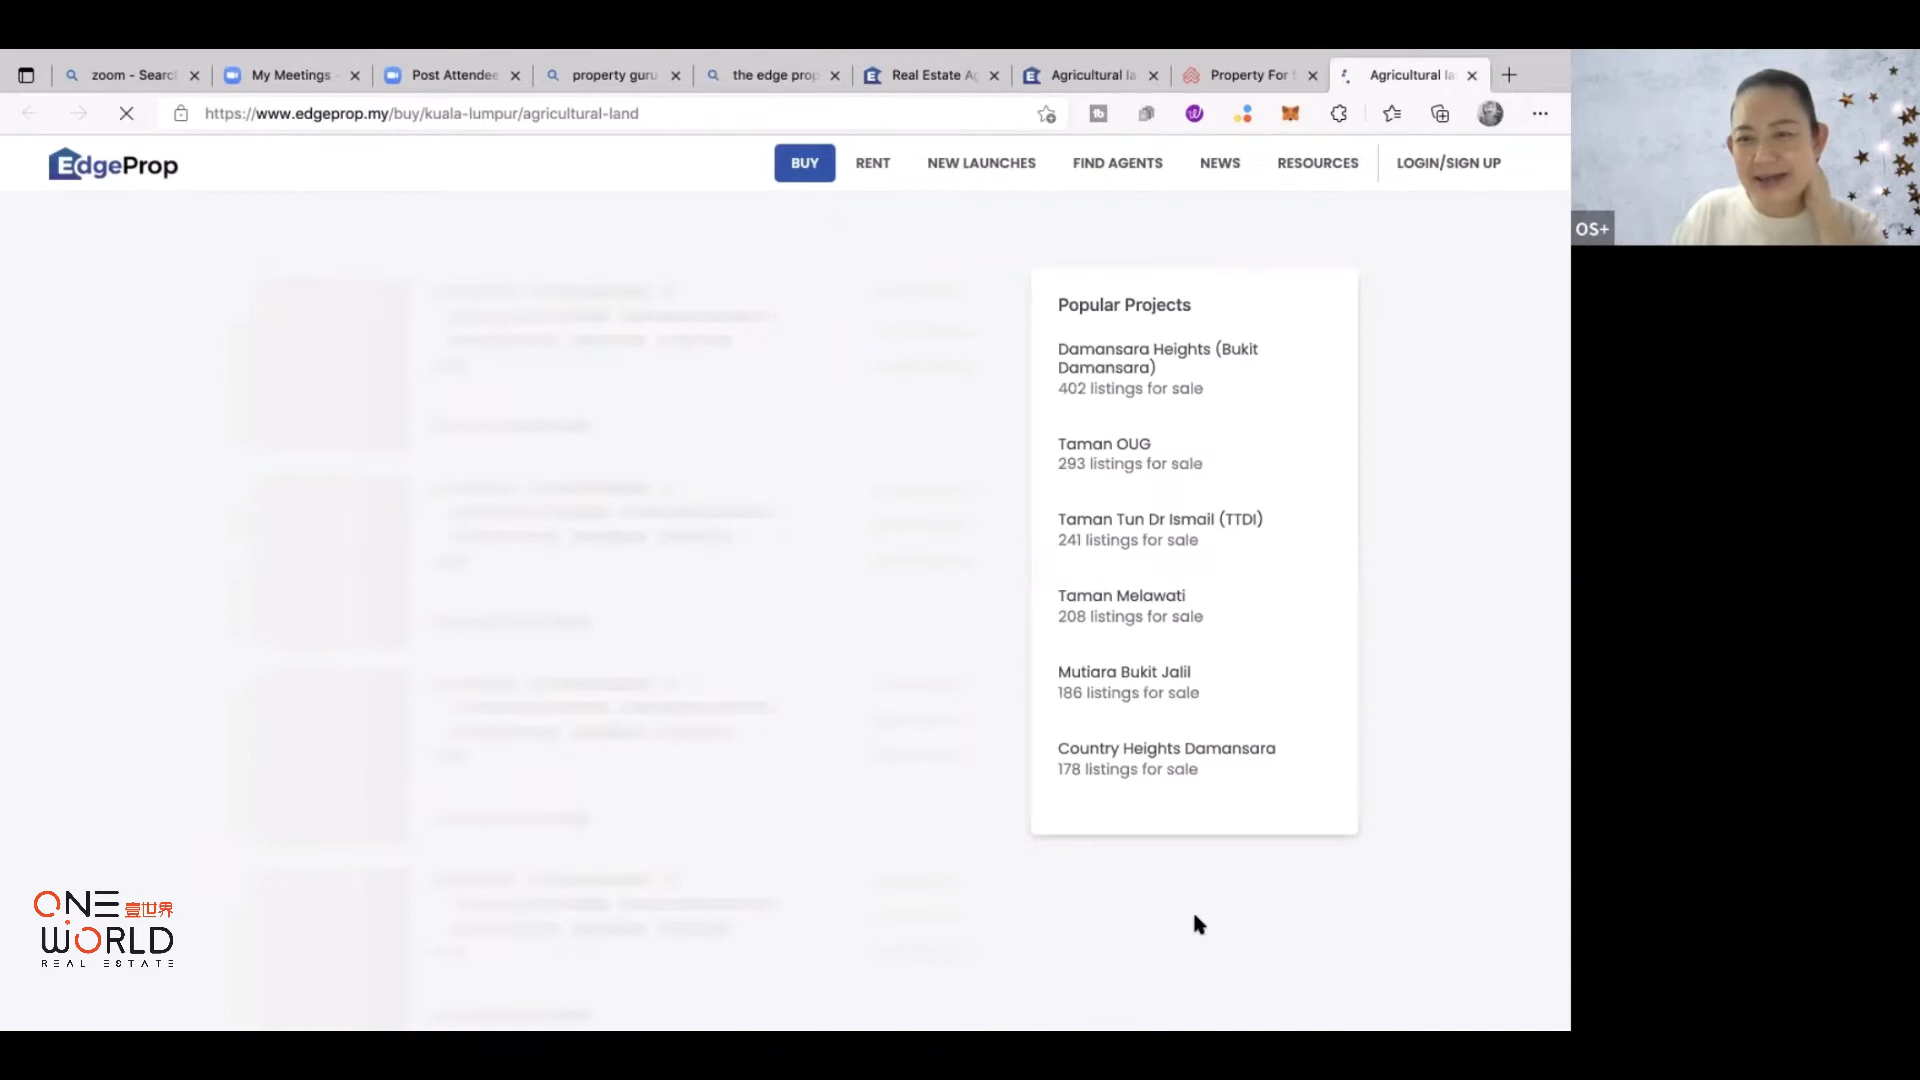 zoom - Searc
My Meetings -
Post Attendee
property guru
the edge prop
Real Estate Ag
Agricultural la
Property For S
Agricultural la
https://www.edgeprop.my/buy/kuala-lumpur/agricultural-land
EdgeProp
BUY
RENT
NEW LAUNCHES
FIND AGENTS
NEWS
RESOURCES
LOGIN/SIGN UP
OS+
Popular Projects
Damansara Heights (Bukit
Damansara)
402 listings for sale
Taman OUG
293 listings for sale
Taman Tun Dr Ismail (TTDI)
241 listings for sale
Taman Melawati
208 listings for sale
Mutiara Bukit Jalil
186 listings for sale
Country Heights Damansara
178 listings for sale
ONE 壹世界
WORLD
REAL ESTATE